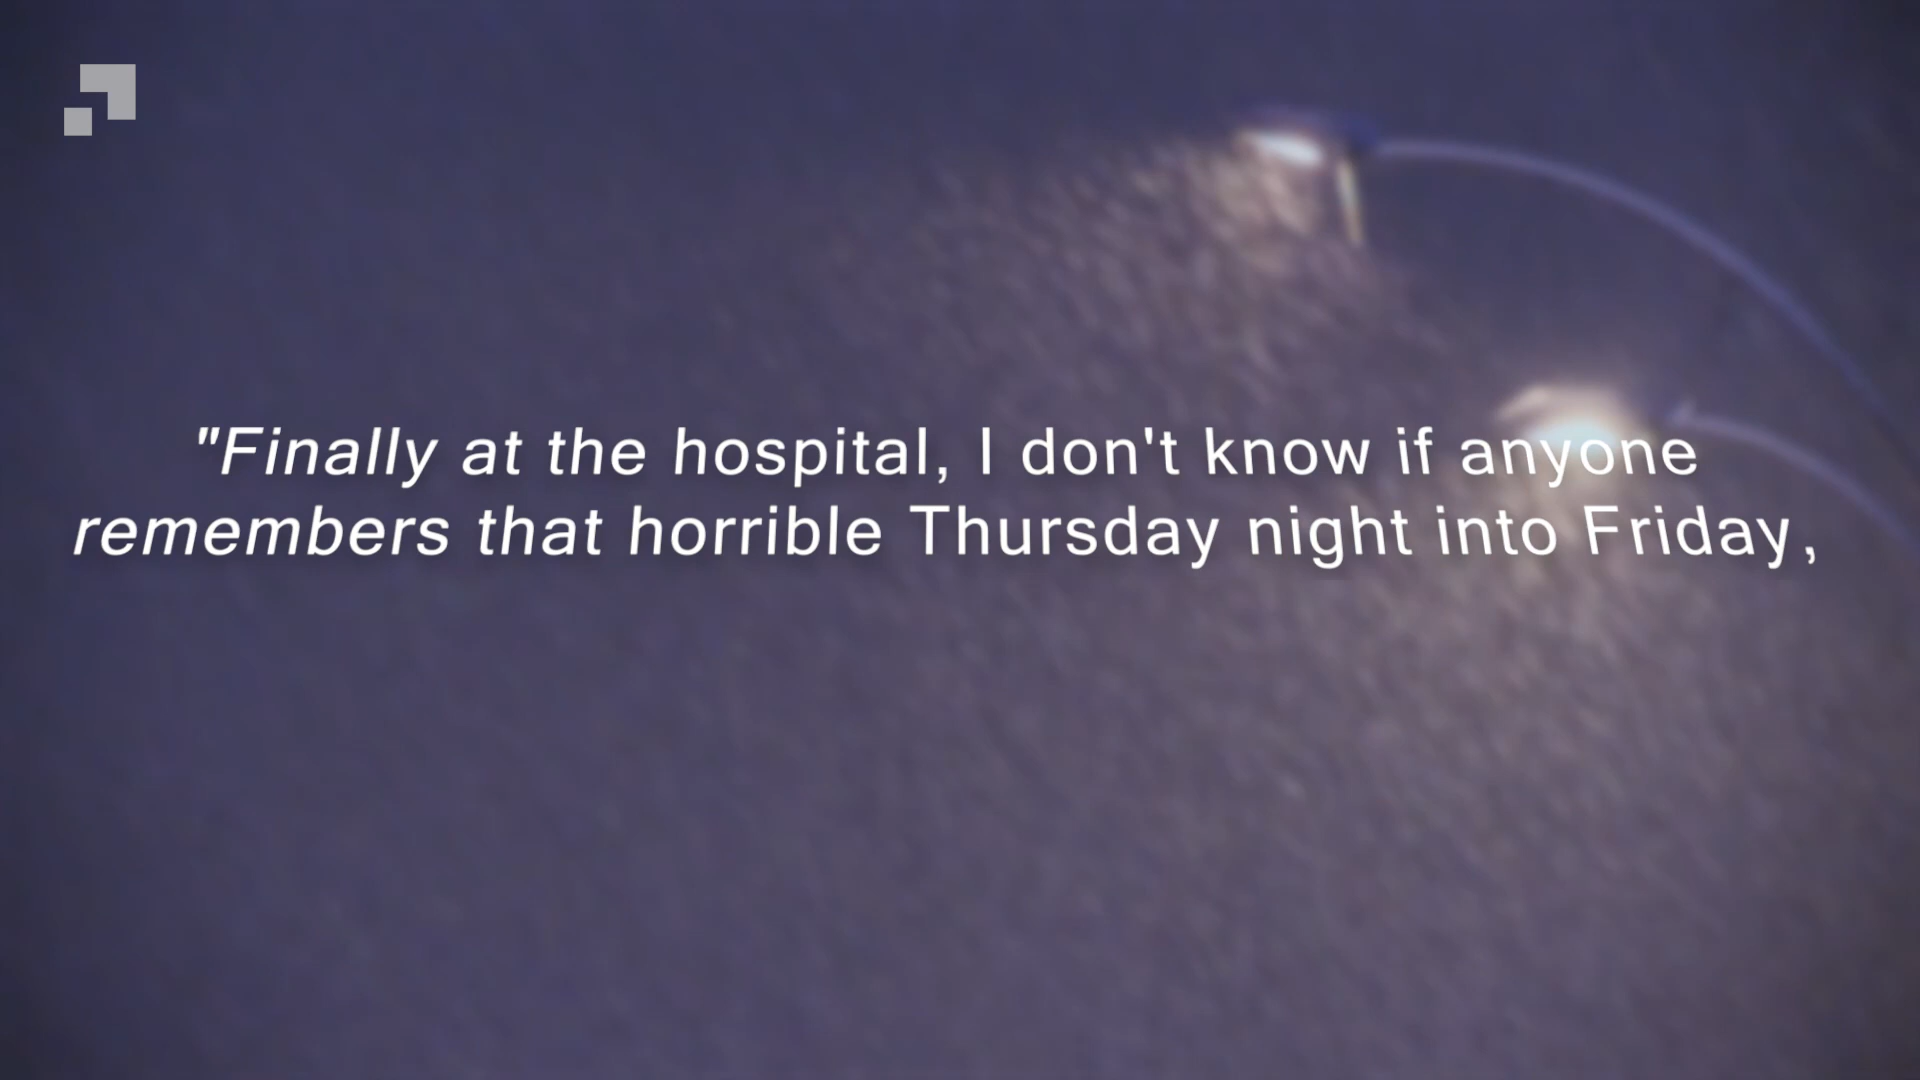 "Finally at the hospital, I don't know if anyone
remembers that horrible Thursday night into Friday,